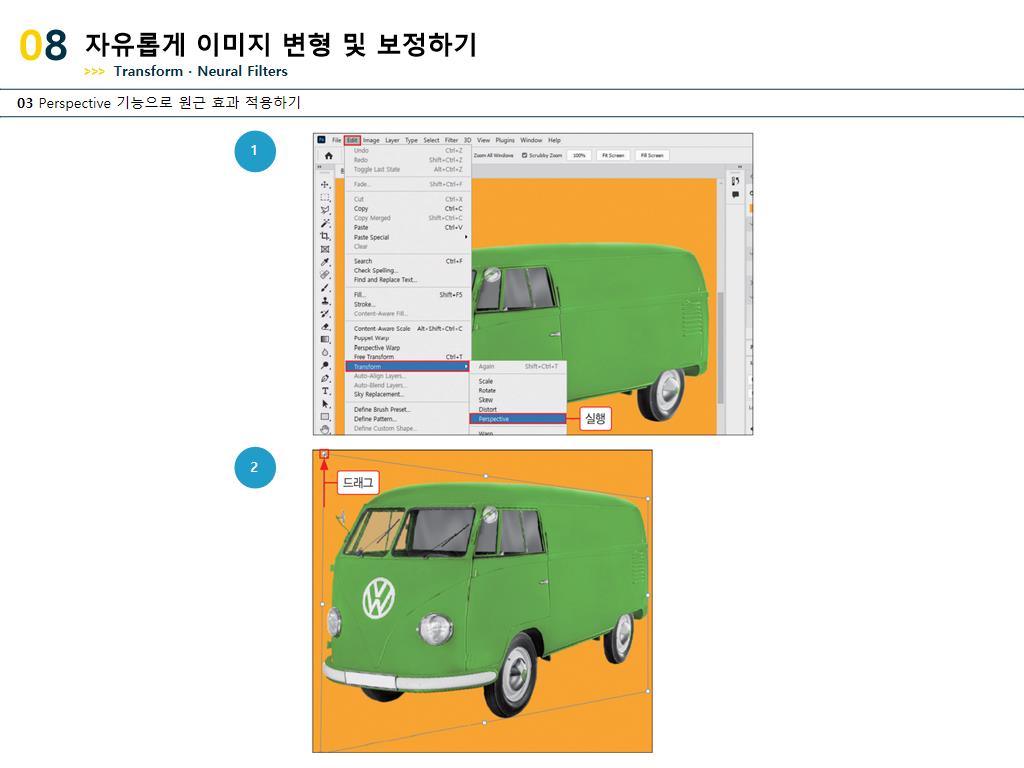 08 자유롭게 이미지 변형 및 보정하기
>>> Transform · Neural Filters
03 Perspective 기능으로 원근 효과 적용하기
1
Ps File Edit Image Layer Type Select Filter 3D View Plugins Window Help
Zoom All Windows Scrubby Zoom 100% Fit Screen Fill Screen
Undo Ctrl+Z
Redo Shift+Ctrl+Z
Toggle Last State Alt+Ctrl+Z
Fade... Shift+Ctrl+F
Cut Ctrl+X
Copy Ctrl+C
Copy Merged Shift+Ctrl+C
Paste Ctrl+V
Paste Special
Clear
Search Ctrl+F
Check Spelling...
Find and Replace Text...
Fill... Shift+F5
Stroke...
Content-Aware Fill...
Content-Aware Scale Alt+Shift+Ctrl+C
Puppet Warp
Perspective Warp
Free Transform Ctrl+T
Transform
Auto-Align Layers...
Auto-Blend Layers...
Sky Replacement...
Define Brush Preset...
Define Pattern...
Define Custom Shape...
Again Shift+Ctrl+T
Scale
Rotate
Skew
Distort
Perspective
Warp
실행
2
드래그
VW